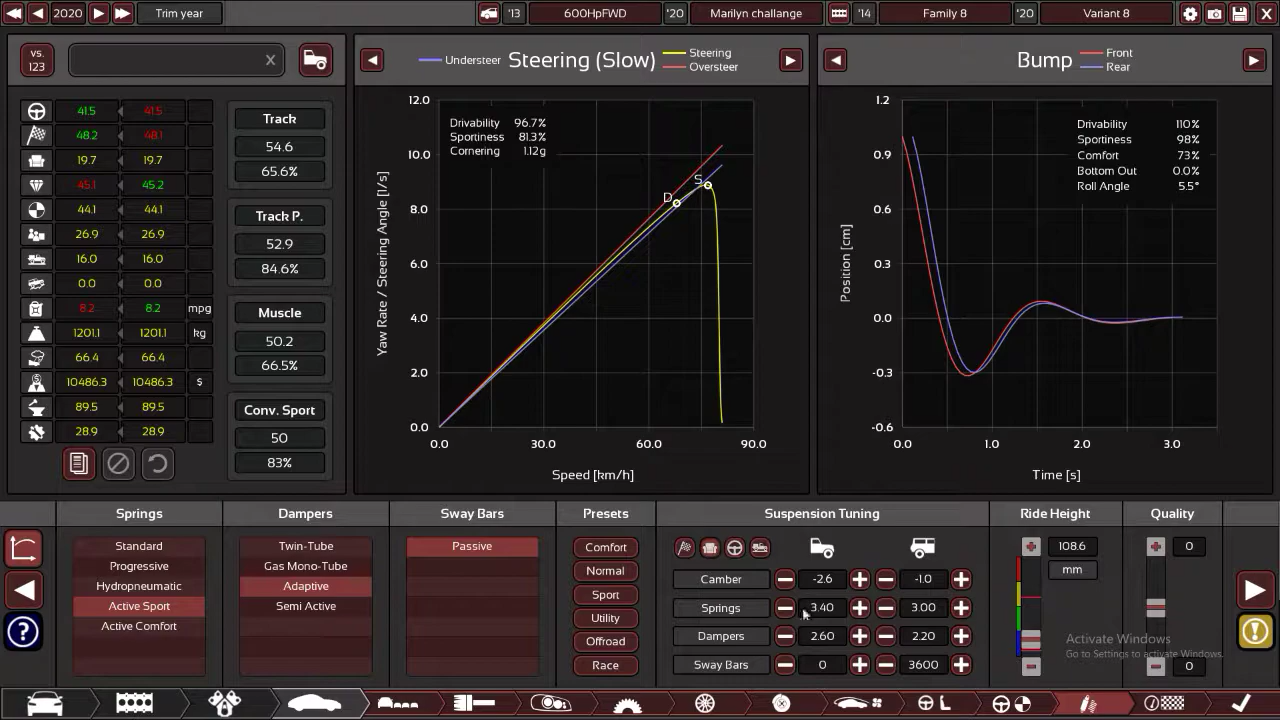 2020 Trim year '13 600HpFWD '20 Marilyn challange '14 Family 8 '20 Variant 8
vs.
123
41.5 41.5
48.2 48.1
19.7 19.7
45.1 45.2
44.1 44.1
26.9 26.9
16.0 16.0
0.0 0.0
8.2 8.2 mpg
1201.1 1201.1 kg
66.4 66.4
10486.3 10486.3 $
89.5 89.5
28.9 28.9
Track
54.6
65.6%
Track P.
52.9
84.6%
Muscle
50.2
66.5%
Conv. Sport
50
83%
Understeer Steering (Slow) Steering
Oversteer
12.0
10.0
8.0
6.0
4.0
2.0
0.0
Drivability 96.7%
Sportiness 81.3%
Cornering 1.12g
D
S
Yaw Rate / Steering Angle [1/s]
0.0 30.0 60.0 90.0
Speed [km/h]
Bump Front
Rear
1.2
0.9
0.6
0.3
0.0
-0.3
-0.6
Drivability 110%
Sportiness 98%
Comfort 73%
Bottom Out 0.0%
Roll Angle 5.5°
Position [cm]
0.0 1.0 2.0 3.0
Time [s]
Springs
Standard
Progressive
Hydropneumatic
Active Sport
Active Comfort
Dampers
Twin-Tube
Gas Mono-Tube
Adaptive
Semi Active
Sway Bars
Passive
Presets
Comfort
Normal
Sport
Utility
Offroad
Race
Suspension Tuning
Camber -2.6 -1.0
Springs 3.40 3.00
Dampers 2.60 2.20
Sway Bars 0 3600
Ride Height
108.6
mm
Quality
0
0
?
Activate Windows
Go to Settings to activate Windows.